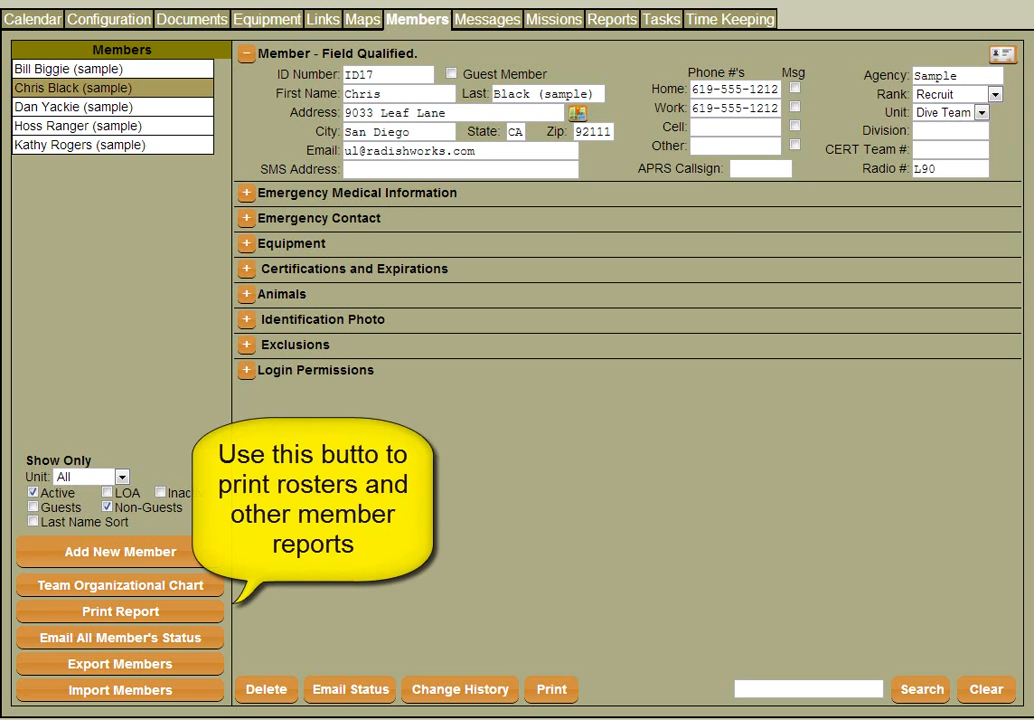 Calendar Configuration Documents Equipment Links Maps Members Messages Missions Reports Tasks Time Keeping
Members
Bill Biggie (sample)
Chris Black (sample)
Dan Yackie (sample)
Hoss Ranger (sample)
Kathy Rogers (sample)
Member - Field Qualified.
ID Number: ID17 Guest Member
First Name: Chris Last: Black (sample)
Address: 9033 Leaf Lane
City: San Diego State: CA Zip: 92111
Email: ul@radishworks.com
SMS Address:
Phone #'s Msg
Home: 619-555-1212
Work: 619-555-1212
Cell:
Other:
APRS Callsign:
Agency: Sample
Rank: Recruit
Unit: Dive Team
Division:
CERT Team #:
Radio #: L90
Emergency Medical Information
Emergency Contact
Equipment
Certifications and Expirations
Animals
Identification Photo
Exclusions
Login Permissions
Show Only
Unit: All
Active LOA Inac
Guests Non-Guests
Last Name Sort
Use this butto to
print rosters and
other member
reports
Add New Member
Team Organizational Chart
Print Report
Email All Member's Status
Export Members
Import Members
Delete Email Status Change History Print Search Clear